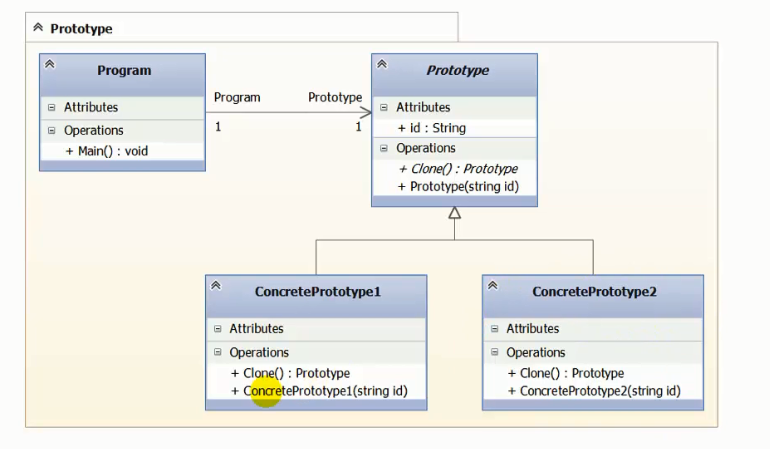 Prototype
Program
Attributes
Operations
+ Main() : void
Program
Prototype
1
1
Prototype
Attributes
+ id : String
Operations
+ Clone() : Prototype
+ Prototype(string id)
ConcretePrototype1
Attributes
Operations
+ Clone() : Prototype
+ ConcretePrototype1(string id)
ConcretePrototype2
Attributes
Operations
+ Clone() : Prototype
+ ConcretePrototype2(string id)